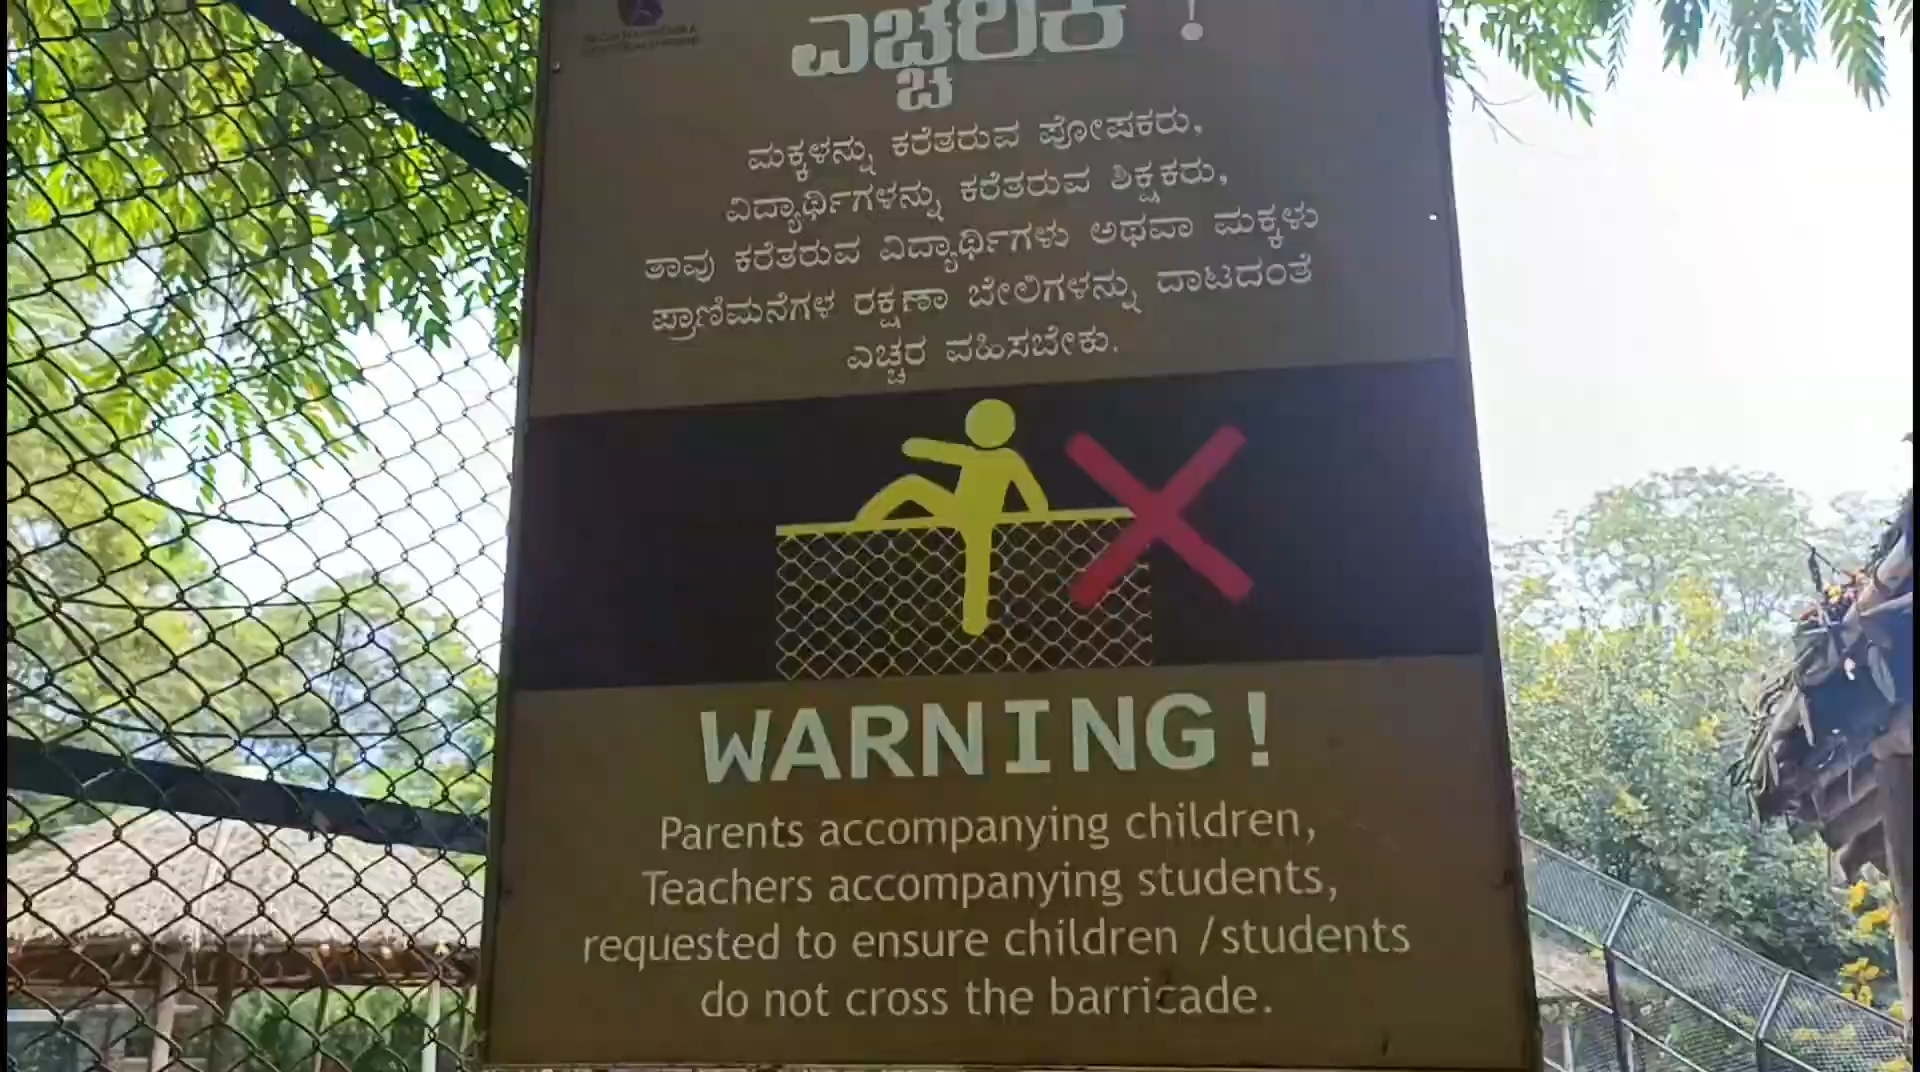 ಎಚ್ಚರಿಕೆ !
ಮಕ್ಕಳನ್ನು ಕರೆತರುವ ಪೋಷಕರು,
ವಿದ್ಯಾರ್ಥಿಗಳನ್ನು ಕರೆತರುವ ಶಿಕ್ಷಕರು,
ತಾವು ಕರೆತರುವ ವಿದ್ಯಾರ್ಥಿಗಳು ಅಥವಾ ಮಕ್ಕಳು
ಪ್ರಾಣಿಮನೆಗಳ ರಕ್ಷಣಾ ಬೇಲಿಗಳನ್ನು ದಾಟದಂತೆ
ಎಚ್ಚರ ವಹಿಸಬೇಕು.
WARNING!
Parents accompanying children,
Teachers accompanying students,
requested to ensure children /students
do not cross the barricade.